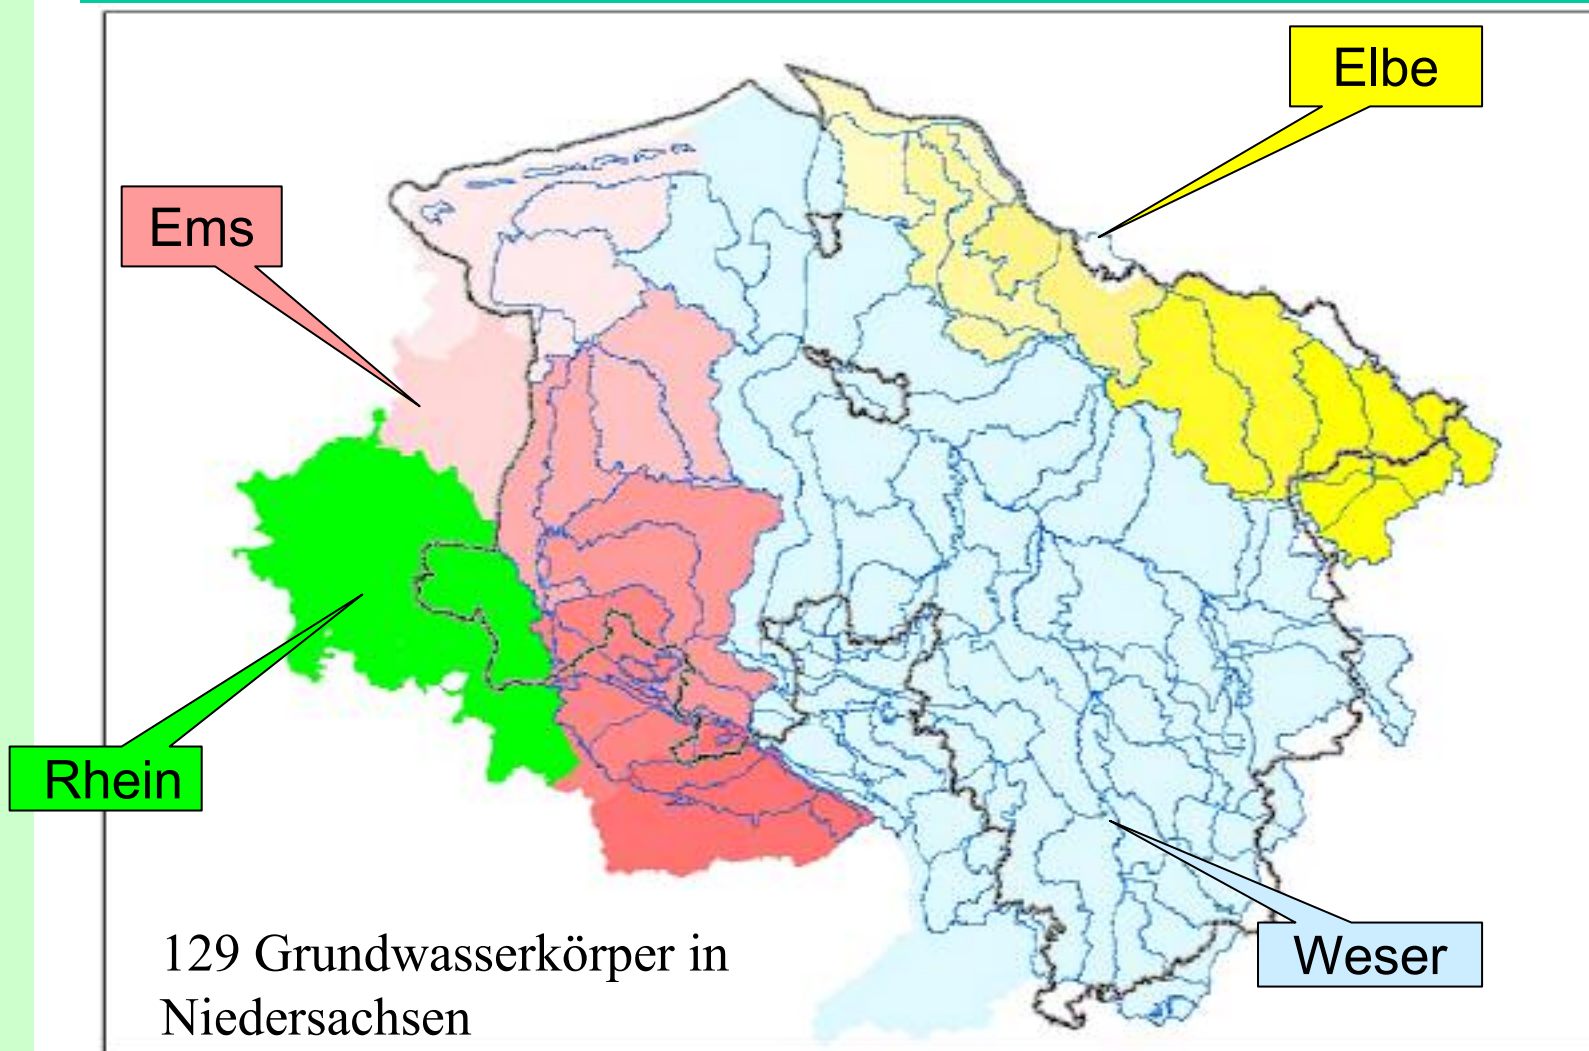 Elbe
Ems
Rhein
Weser
129 Grundwasserkörper in
Niedersachsen